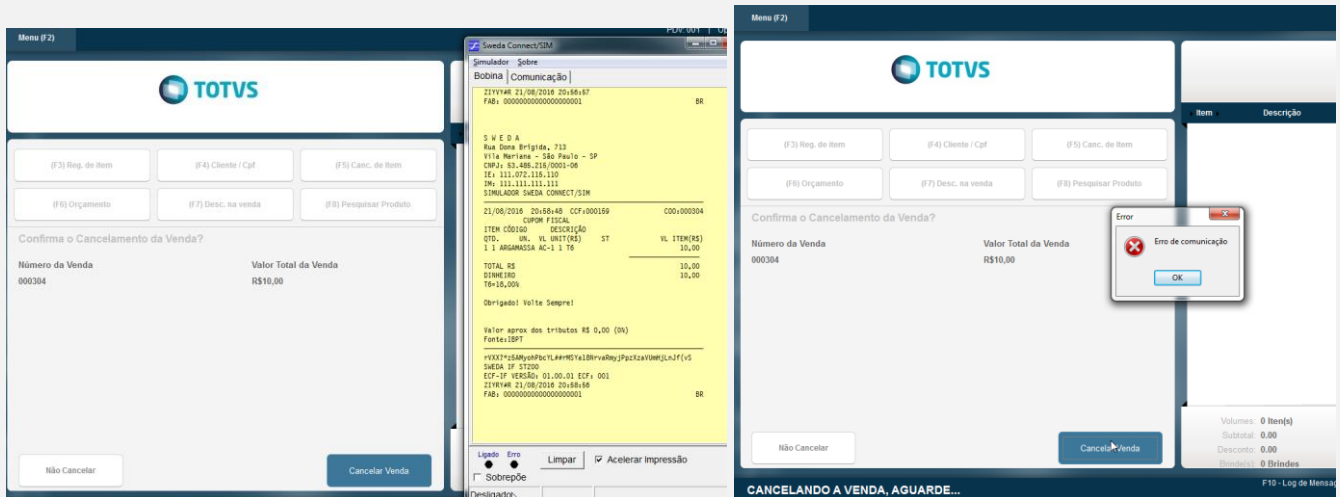 Menu (F2)
PDV:001 | Op
TOTVS
(F3) Reg. de Item
(F4) Cliente / Cpf
(F5) Canc. de Item
(F6) Orçamento
(F7) Desc. na venda
(F8) Pesquisar Produto
Confirma o Cancelamento da Venda?
Número da Venda
Valor Total da Venda
000304
R$10,00
Não Cancelar
Cancelar Venda
Sweda Connect/SIM
Simulador Sobre
Bobina Comunicação
ZIYVY#R 21/08/2016 20:56:57
FAB: 00000000000000000001 BR
S W E D A
Rua Dona Brígida, 713
Vila Mariana - São Paulo - SP
CNPJ: 53.485.215/0001-06
IE: 111.072.115.110
IM: 111.111.111.111
SIMULADOR SWEDA CONNECT/SIM
21/08/2016 20:58:48 CCF:000159 COO:000304
CUPOM FISCAL
ITEM CÓDIGO DESCRIÇÃO
QTD. UN. VL UNIT(R$) ST VL ITEM(R$)
1 1 ARGAMASSA AC-1 1 T6 10,00
TOTAL R$ 10,00
DINHEIRO 10,00
T6=18,00%
Obrigado! Volte Sempre!
Valor aprox dos tributos R$ 0,00 (0%)
Fonte:IBPT
SWEDA IF ST200
ECF-IF VERSÃO: 01.00.01 ECF: 001
ZIYRY#R 21/08/2016 20:58:56
FAB: 00000000000000000001 BR
Ligado Erro
Limpar
Acelerar Impressão
Sobrepõe
Desligado
Menu (F2)
TOTVS
Item Descrição
(F3) Reg. de Item
(F4) Cliente / Cpf
(F5) Canc. de Item
(F6) Orçamento
(F7) Desc. na venda
(F8) Pesquisar Produto
Confirma o Cancelamento da Venda?
Número da Venda
Valor Total da Venda
000304
R$10,00
Error
Erro de comunicação
OK
Não Cancelar
Cancelar Venda
Volumes: 0 Iten(s)
Subtotal: 0.00
Desconto: 0.00
Brinde(s): 0 Brindes
CANCELANDO A VENDA, AGUARDE...
F10 - Log de Mensag